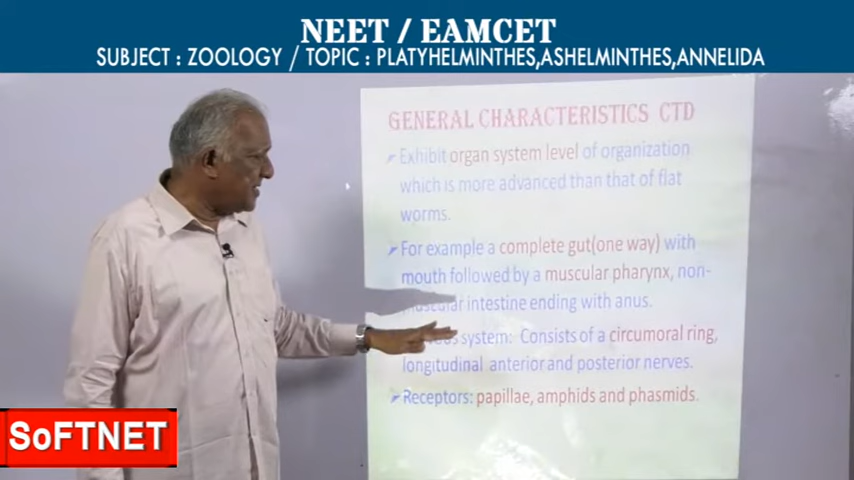 NEET / EAMCET
SUBJECT : ZOOLOGY / TOPIC : PLATYHELMINTHES,ASHELMINTHES,ANNELIDA
GENERAL CHARACTERISTICS CTD
Exhibit organ system level of organization
which is more advanced than that of flat
worms.
For example a complete gut(one way) with
mouth followed by a muscular pharynx, non-
intestine ending with anus.
system: Consists of a circumoral ring,
longitudinal anterior and posterior nerves.
Receptors: papillae, amphids and phasmids.
SoFTNET